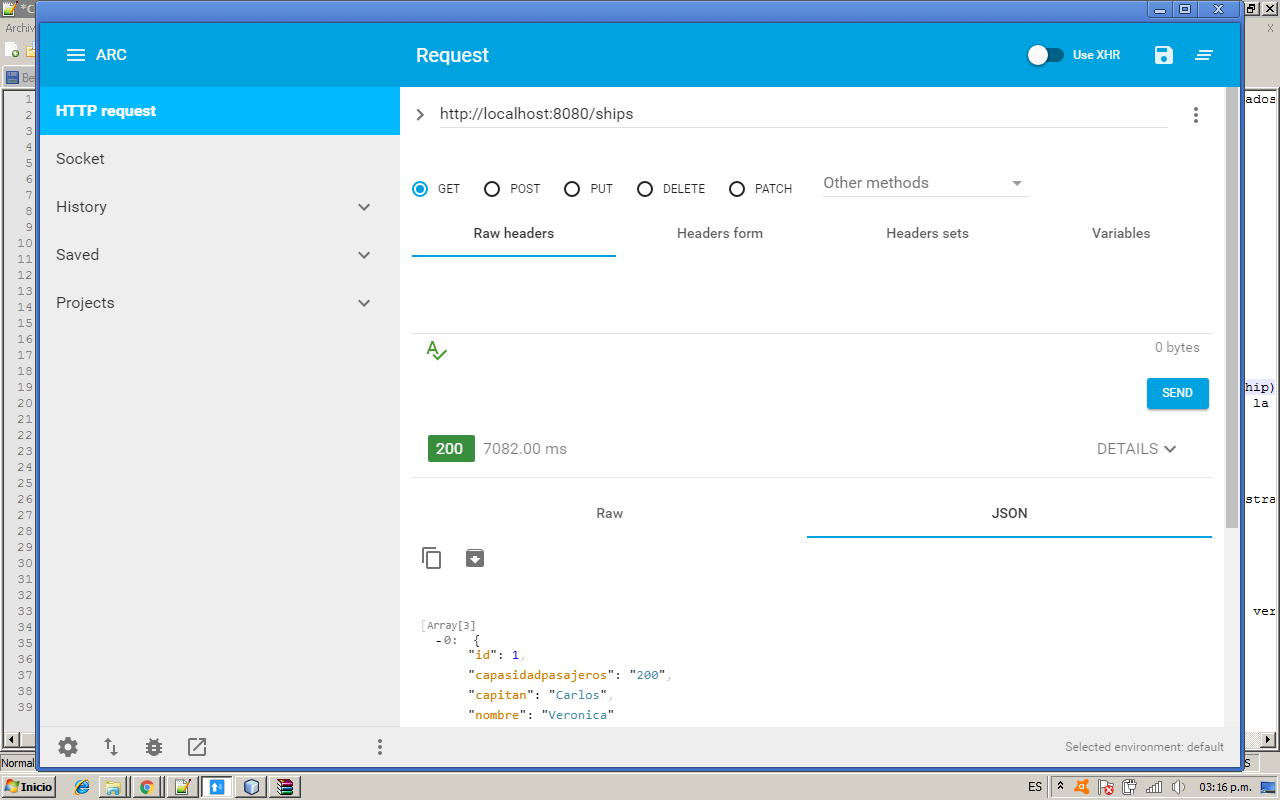 *C
Archiv
Be
ARC
Request
Use XHR
HTTP request
Socket
History
Saved
Projects
http://localhost:8080/ships
GET
POST
PUT
DELETE
PATCH
Other methods
Raw headers
Headers form
Headers sets
Variables
0 bytes
SEND
200
7082.00 ms
DETAILS
Raw
JSON
[Array[3]
-0: {
"id": 1,
"capasidadpasajeros": "200",
"capitan": "Carlos",
"nombre": "Veronica"
Selected environment: default
1
2
3
4
5
6
7
8
9
10
11
12
13
14
15
16
17
18
19
20
21
22
23
24
25
26
27
28
29
30
31
32
33
34
35
36
37
38
39
X
ados
hip)
la
stra
ver
Normal
S
Inicio
ES
03:16 p.m.